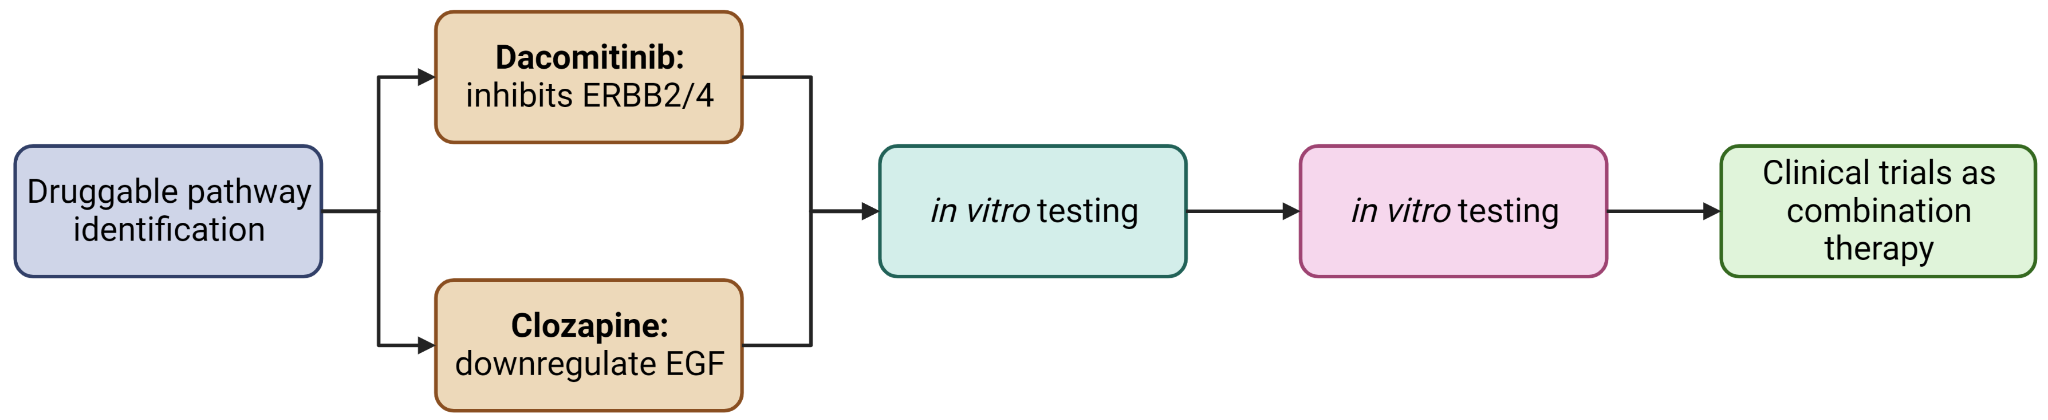 Druggable pathway
identification
Dacomitinib:
inhibits ERBB2/4
Clozapine:
downregulate EGF
in vitro testing
in vitro testing
Clinical trials as
combination
therapy